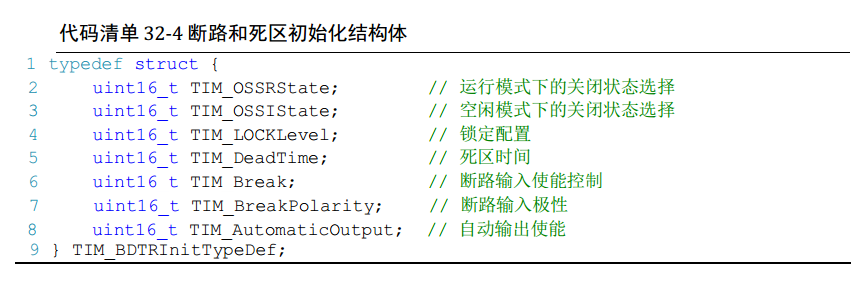 代码清单 32-4 断路和死区初始化结构体
1 typedef struct {
2 uint16_t TIM_OSSRState; // 运行模式下的关闭状态选择
3 uint16_t TIM_OSSIState; // 空闲模式下的关闭状态选择
4 uint16_t TIM_LOCKLevel; // 锁定配置
5 uint16_t TIM_DeadTime; // 死区时间
6 uint16 t TIM Break; // 断路输入使能控制
7 uint16_t TIM_BreakPolarity; // 断路输入极性
8 uint16_t TIM_AutomaticOutput; // 自动输出使能
9 } TIM_BDTRInitTypeDef;